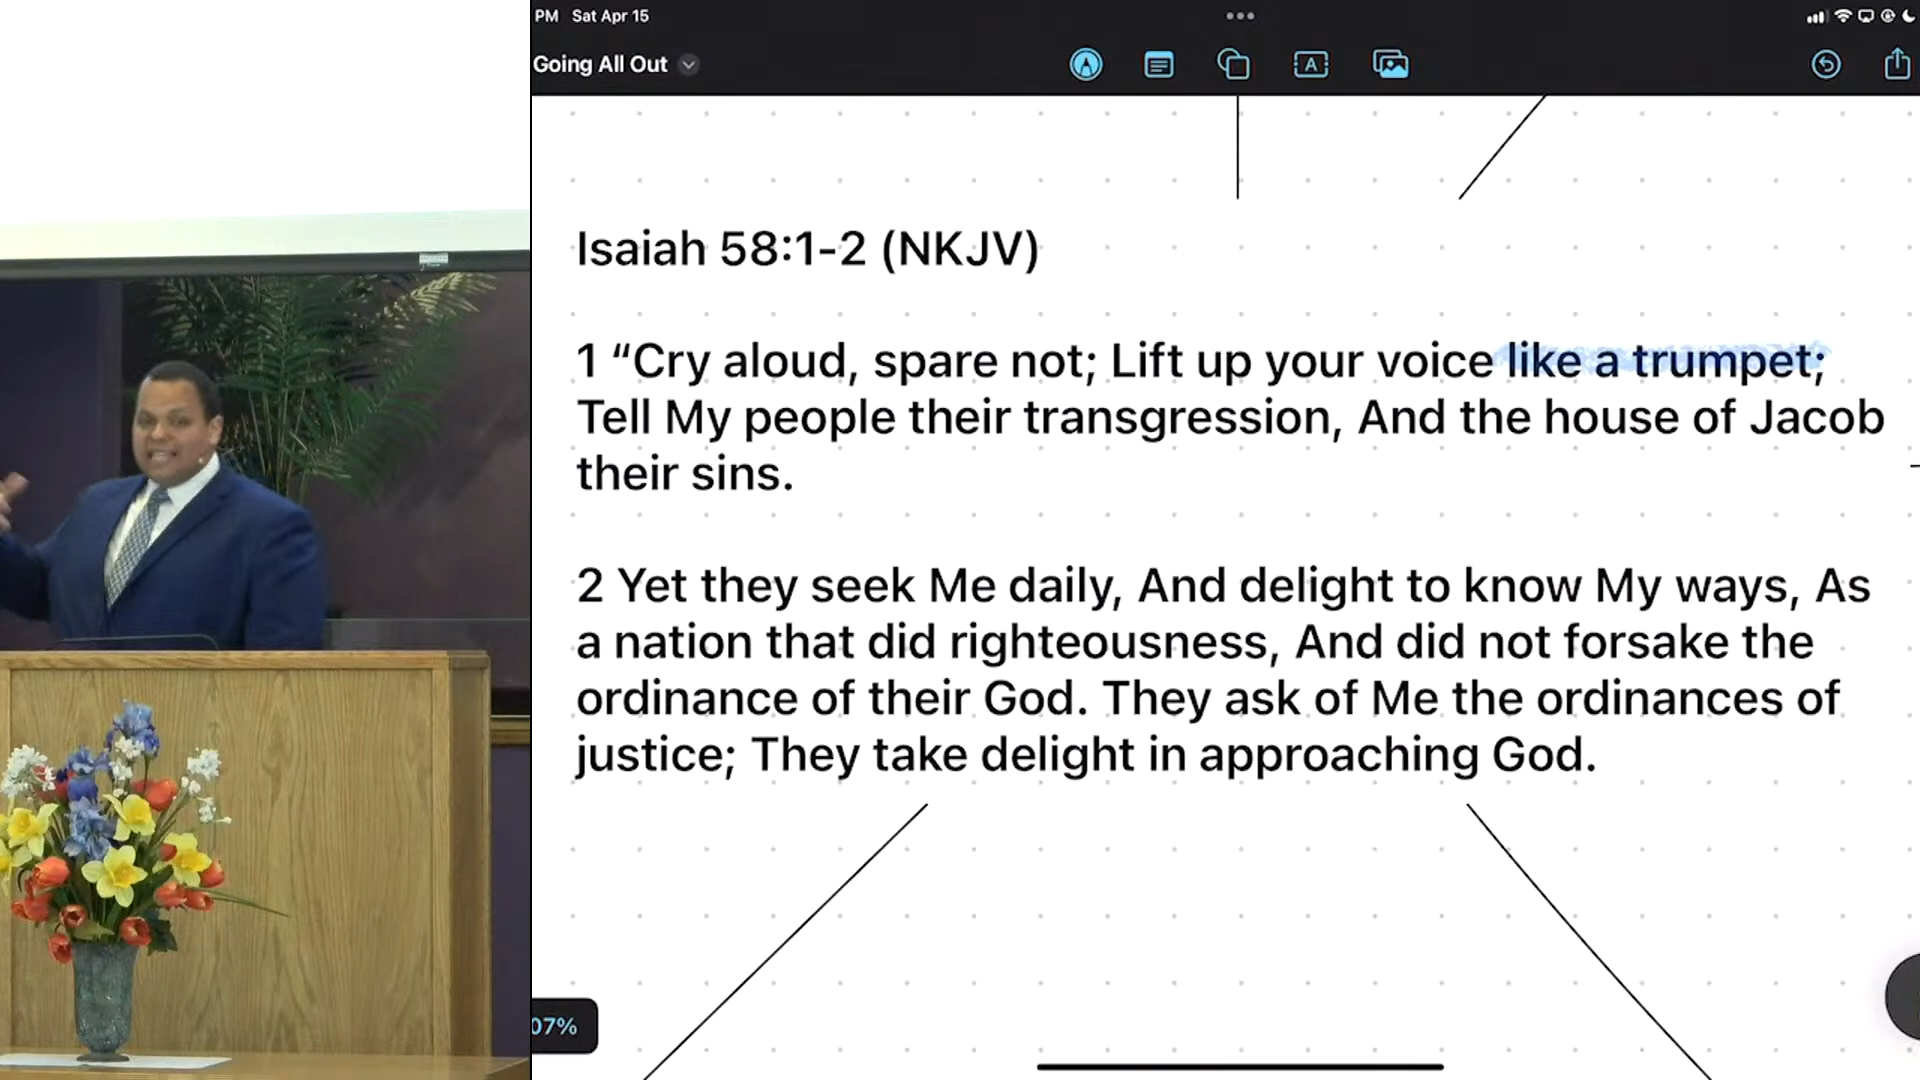 PM Sat Apr 15
Going All Out
A
Isaiah 58:1-2 (NKJV)
1 “Cry aloud, spare not; Lift up your voice like a trumpet;
Tell My people their transgression, And the house of Jacob
their sins.
2 Yet they seek Me daily, And delight to know My ways, As
a nation that did righteousness, And did not forsake the
ordinance of their God. They ask of Me the ordinances of
justice; They take delight in approaching God.
07%